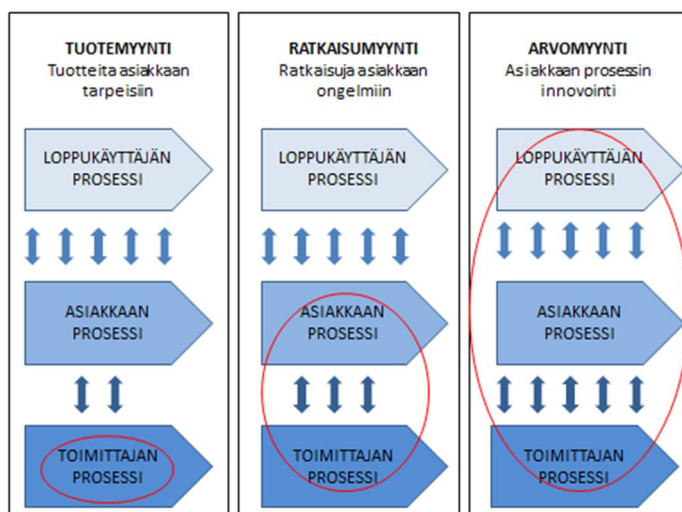 TUOTEMYYNTI
Tuotteita asiakkaan
tarpeisiin
LOPPUKÄYTTÄJÄN
PROSESSI
ASIAKKAAN
PROSESSI
TOIMITTAJAN
PROSESSI
RATKAISUMYYNTI
Ratkaisuja asiakkaan
ongelmiin
LOPPUKÄYTTÄJÄN
PROSESSI
ASIAKKAAN
PROSESSI
TOIMITTAJAN
PROSESSI
ARVOMYYNTI
Asiakkaan prosessin
innovointi
LOPPUKÄYTTÄJÄN
PROSESSI
ASIAKKAAN
PROSESSI
TOIMITTAJAN
PROSESSI